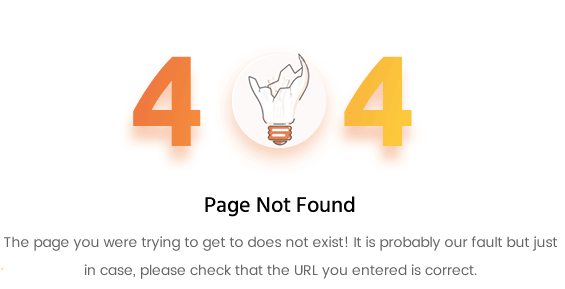 4 4
Page Not Found
The page you were trying to get to does not exist! It is probably our fault but just
in case, please check that the URL you entered is correct.